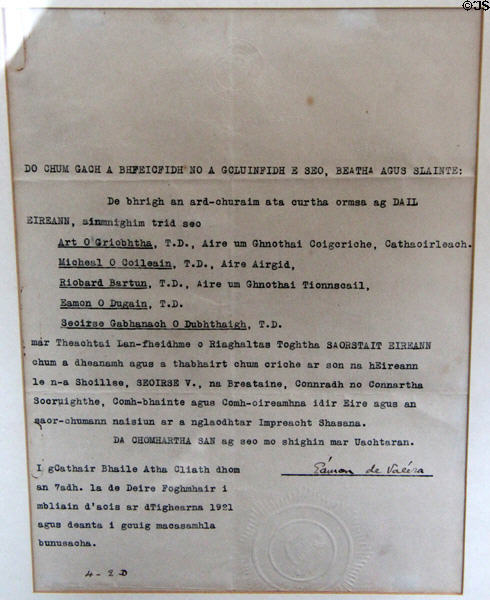 © JS
DO CHUM GACH A BHFEICFIDH NO A GCLUINFIDH E SEO, BEATHA AGUS SLAINTE:
De bhrigh an ard-churaim ata curtha ormsa ag DAIL
EIREANN, ainmnighim trid seo
Art O'Griobhtha, T.D., Aire um Ghnothai Coigcriche, Cathaoirleach.
Micheal O Coileain, T.D., Aire Airgid,
Riobard Bartun, T.D., Aire um Ghnothai Tionnscail,
Eamon O Dugain, T.D.
Seoirse Gabhanach O Dubhthaigh, T.D.
mar Theachtai Lan-fheidhme o Riaghaltas Toghtha SAORSTAIT EIREANN
chum a dheanamh agus a thabhairt chum criche ar son na hEireann
le n-a Shoillse, SEOIRSE V., na Breataine, Connradh no Connartha
Socruighthe, Comh-bhainte agus Comh-oireamhna idir Eire agus an
saor-chumann naisiun ar a nglaodhtar Impreacht Shasana.
DA CHOMHARTHA SAN ag seo mo shighin mar Uachtaran.
I gCathair Bhaile Atha Cliath dhom
an 7adh. la de Deire Foghmhair i
mbliain d'aois ar dTighearna 1921
agus deanta i gcuig macasamhla
bunusacha.
Éamon de Valéra